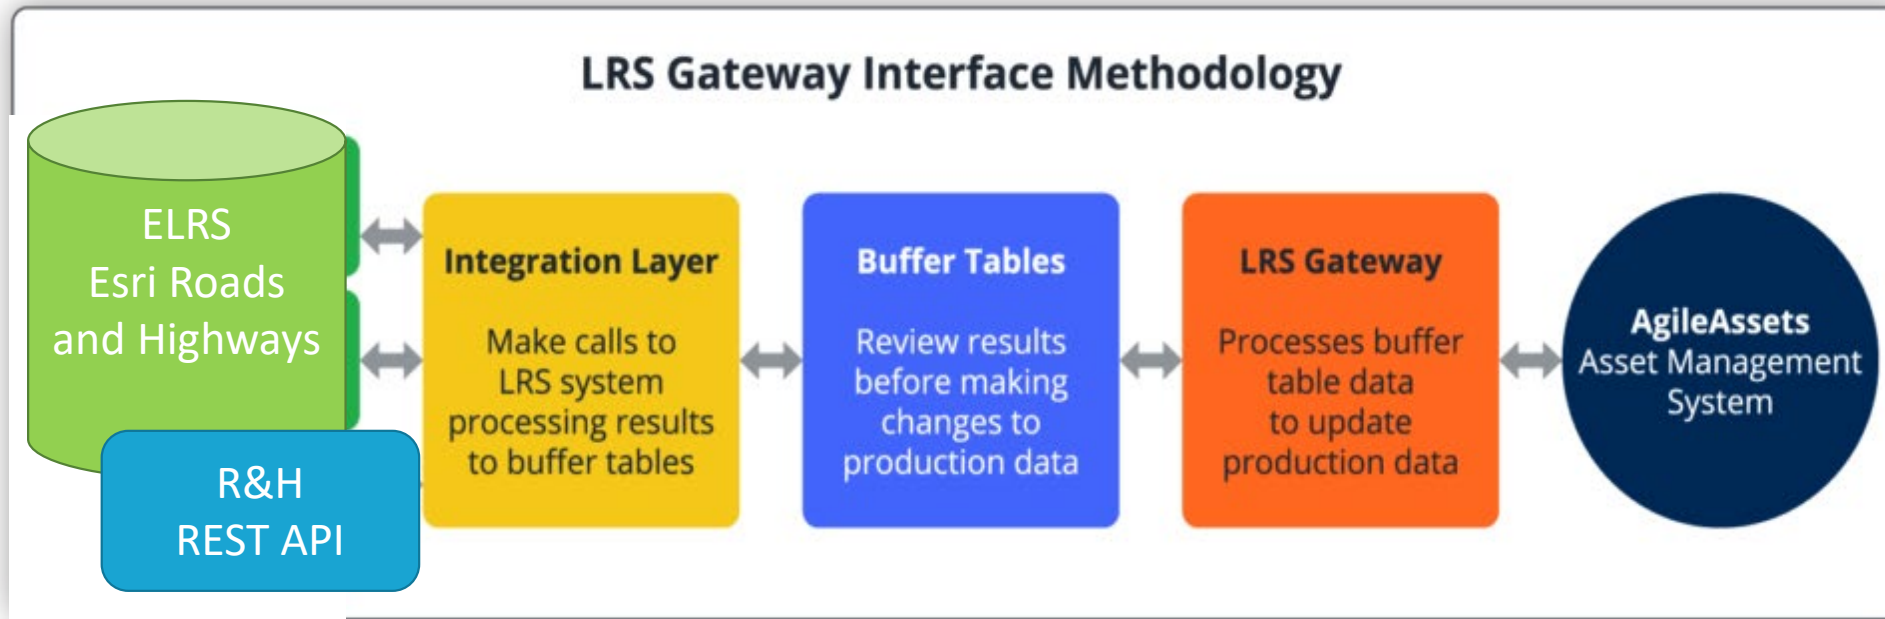 LRS Gateway Interface Methodology
ELRS
Esri Roads
and Highways
R&H
REST API
Integration Layer
Make calls to
LRS system
processing results
to buffer tables
Buffer Tables
Review results
before making
changes to
production data
LRS Gateway
Processes buffer
table data
to update
production data
AgileAssets
Asset Management
System